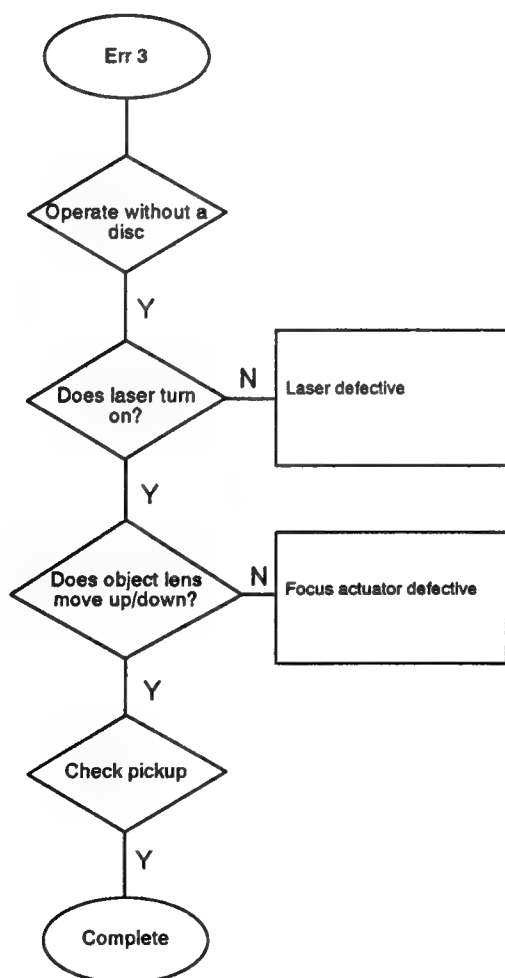 Err 3
Operate without a
disc
Y
Does laser turn
on?
N
Laser defective
Y
Does object lens
move up/down?
N
Focus actuator defective
Y
Check pickup
Y
Complete